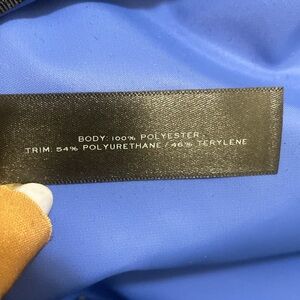 BODY: 100% POLYESTER
TRIM: 54% POLYURETHANE / 46% TERYLENE